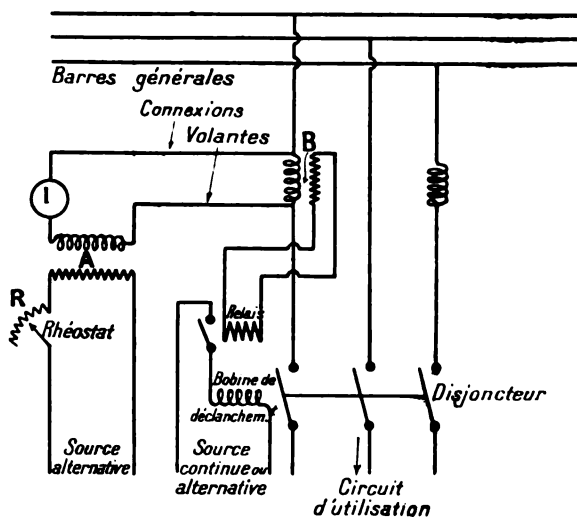 Barres générales
Connexions
Volantes
B
I
A
R
Rhéostat
Relais
Bobine de
déclanchem.t
Disjoncteur
Source
alternative
Source
continue ou
alternative
Circuit
d'utilisation